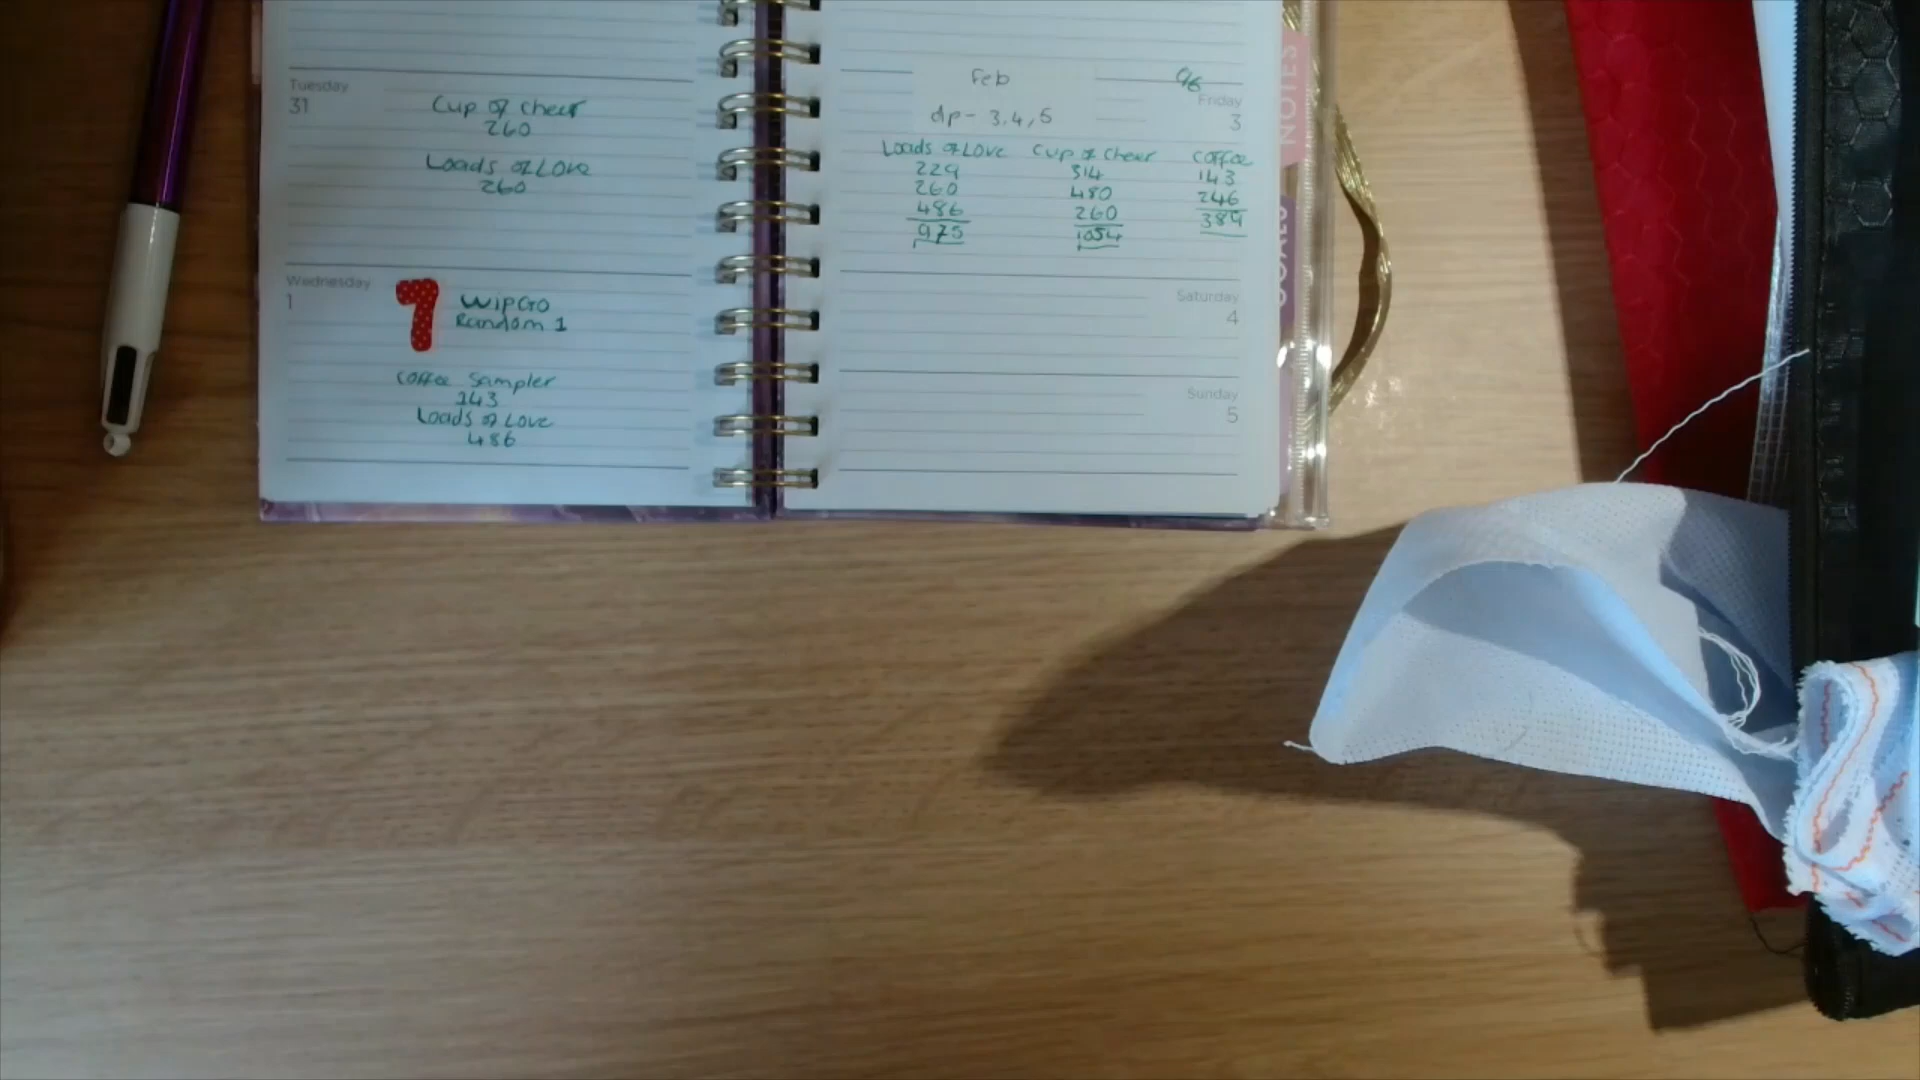 Tuesday
31
Cup of cheer
260
Loads of Love
260
Wednesday
1
WipGo
Random 1
Coffee Sampler
143
Loads of Love
486
Feb
dp - 3,4,5
Friday
3
Loads of Love Cup of Cheer Coffee
229 314 143
260 480 246
486 260 389
975 1054
Saturday
4
Sunday
5
NOTES
GOALS